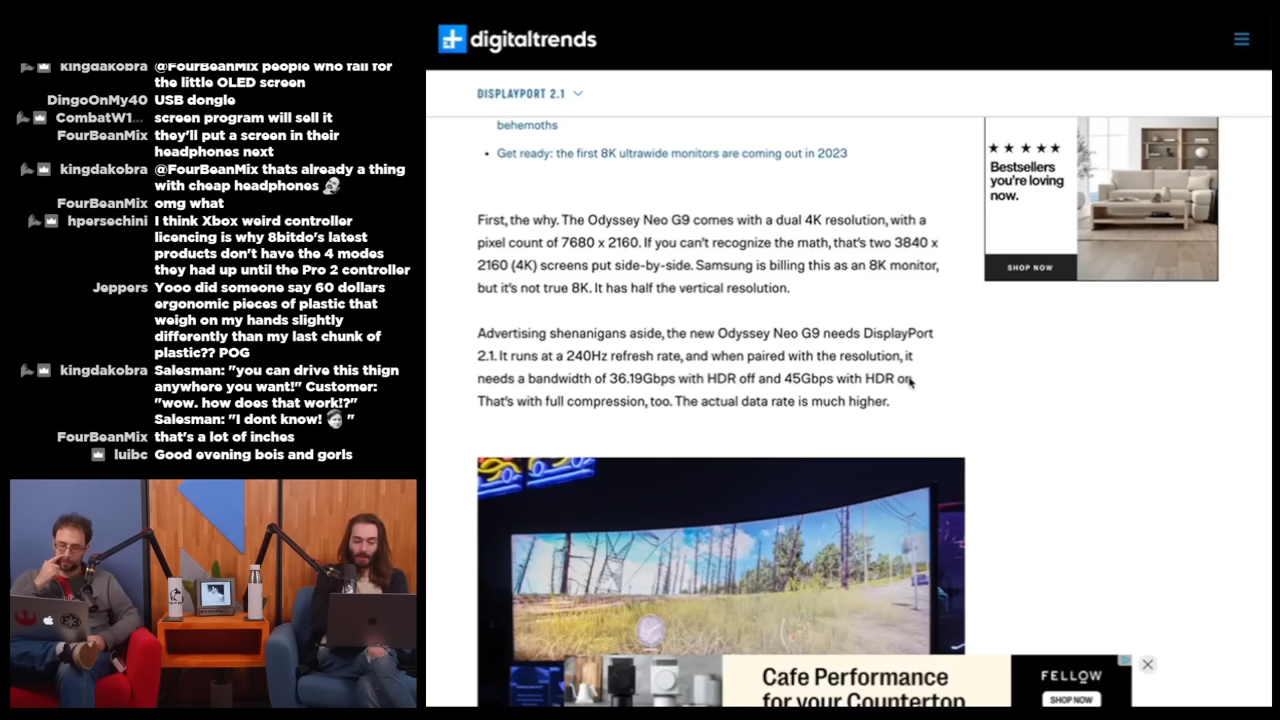 kingdakobra @FourBeanMix people who fall for
the little OLED screen
DingoOnMy40 USB dongle
CombatW1... screen program will sell it
FourBeanMix they'll put a screen in their
headphones next
kingdakobra @FourBeanMix thats already a thing
with cheap headphones
FourBeanMix omg what
hpersechini I think Xbox weird controller
licencing is why 8bitdo's latest
products don't have the 4 modes
they had up until the Pro 2 controller
Jeppers Yooo did someone say 60 dollars
ergonomic pieces of plastic that
weigh on my hands slightly
differently than my last chunk of
plastic?? POG
kingdakobra Salesman: "you can drive this thign
anywhere you want!" Customer:
"wow. how does that work!?"
Salesman: "I dont know! "
FourBeanMix that's a lot of inches
luibc Good evening bois and gorls
digitaltrends
DISPLAYPORT 2.1
behemoths
• Get ready: the first 8K ultrawide monitors are coming out in 2023
First, the why. The Odyssey Neo G9 comes with a dual 4K resolution, with a
pixel count of 7680 x 2160. If you can't recognize the math, that's two 3840 x
2160 (4K) screens put side-by-side. Samsung is billing this as an 8K monitor,
but it's not true 8K. It has half the vertical resolution.
Advertising shenanigans aside, the new Odyssey Neo G9 needs DisplayPort
2.1. It runs at a 240Hz refresh rate, and when paired with the resolution, it
needs a bandwidth of 36.19Gbps with HDR off and 45Gbps with HDR on.
That's with full compression, too. The actual data rate is much higher.
★ ★ ★ ★ ★
Bestsellers
you're loving
now.
SHOP NOW
Cafe Performance
for your Countertop
FELLOW
SHOP NOW